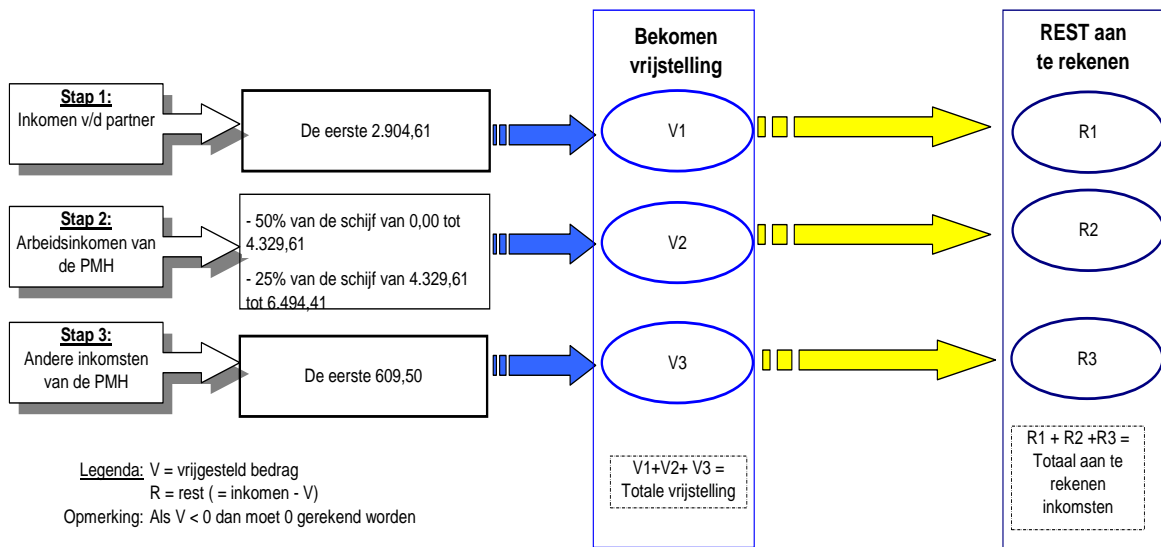 Bekomen
vrijstelling
REST aan
te rekenen
Stap 1:
Inkomen v/d partner
De eerste 2.904,61
V1
R1
Stap 2:
Arbeidsinkomen van
de PMH
- 50% van de schijf van 0,00 tot
4.329,61
- 25% van de schijf van 4.329,61
tot 6.494,41
V2
R2
Stap 3:
Andere inkomsten
van de PMH
De eerste 609,50
V3
R3
Legenda: V = vrijgesteld bedrag
R = rest ( = inkomen - V)
Opmerking: Als V < 0 dan moet 0 gerekend worden
V1+V2+ V3 =
Totale vrijstelling
R1 + R2 +R3 =
Totaal aan te
rekenen
inkomsten